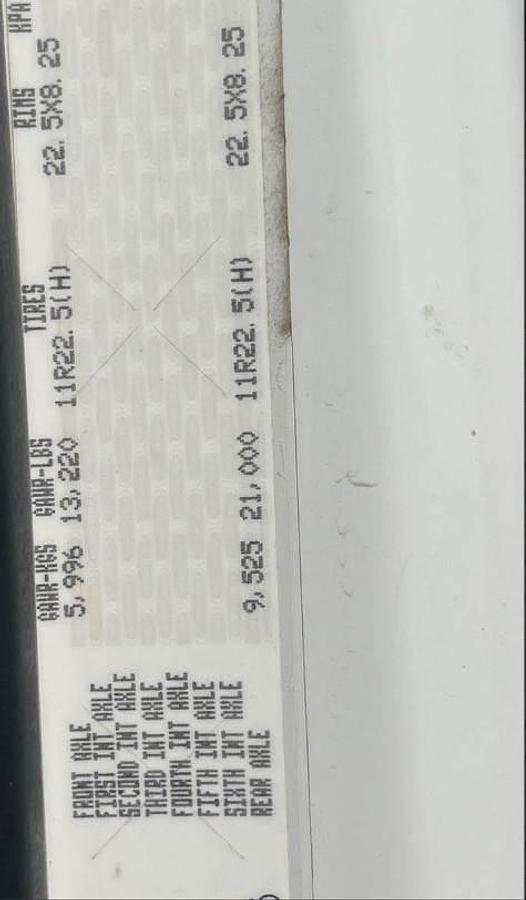 GAWR-KGS GAWR-LBS TIRES RIMS KPA
FRONT AXLE 5,996 13,220 11R22.5(H) 22.5X8.25
FIRST INT AXLE
SECOND INT AXLE
THIRD INT AXLE
FOURTH INT AXLE
FIFTH INT AXLE
SIXTH INT AXLE
REAR AXLE 9,525 21,000 11R22.5(H) 22.5X8.25